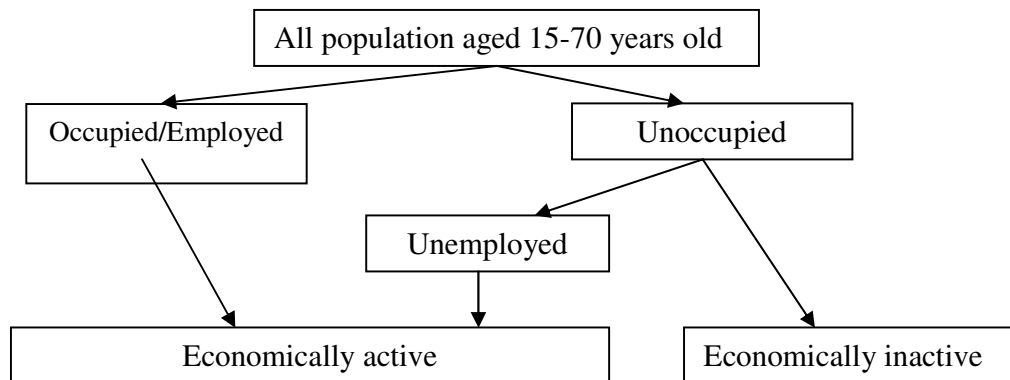 All population aged 15-70 years old
Occupied/Employed
Unoccupied
Unemployed
Economically active
Economically inactive